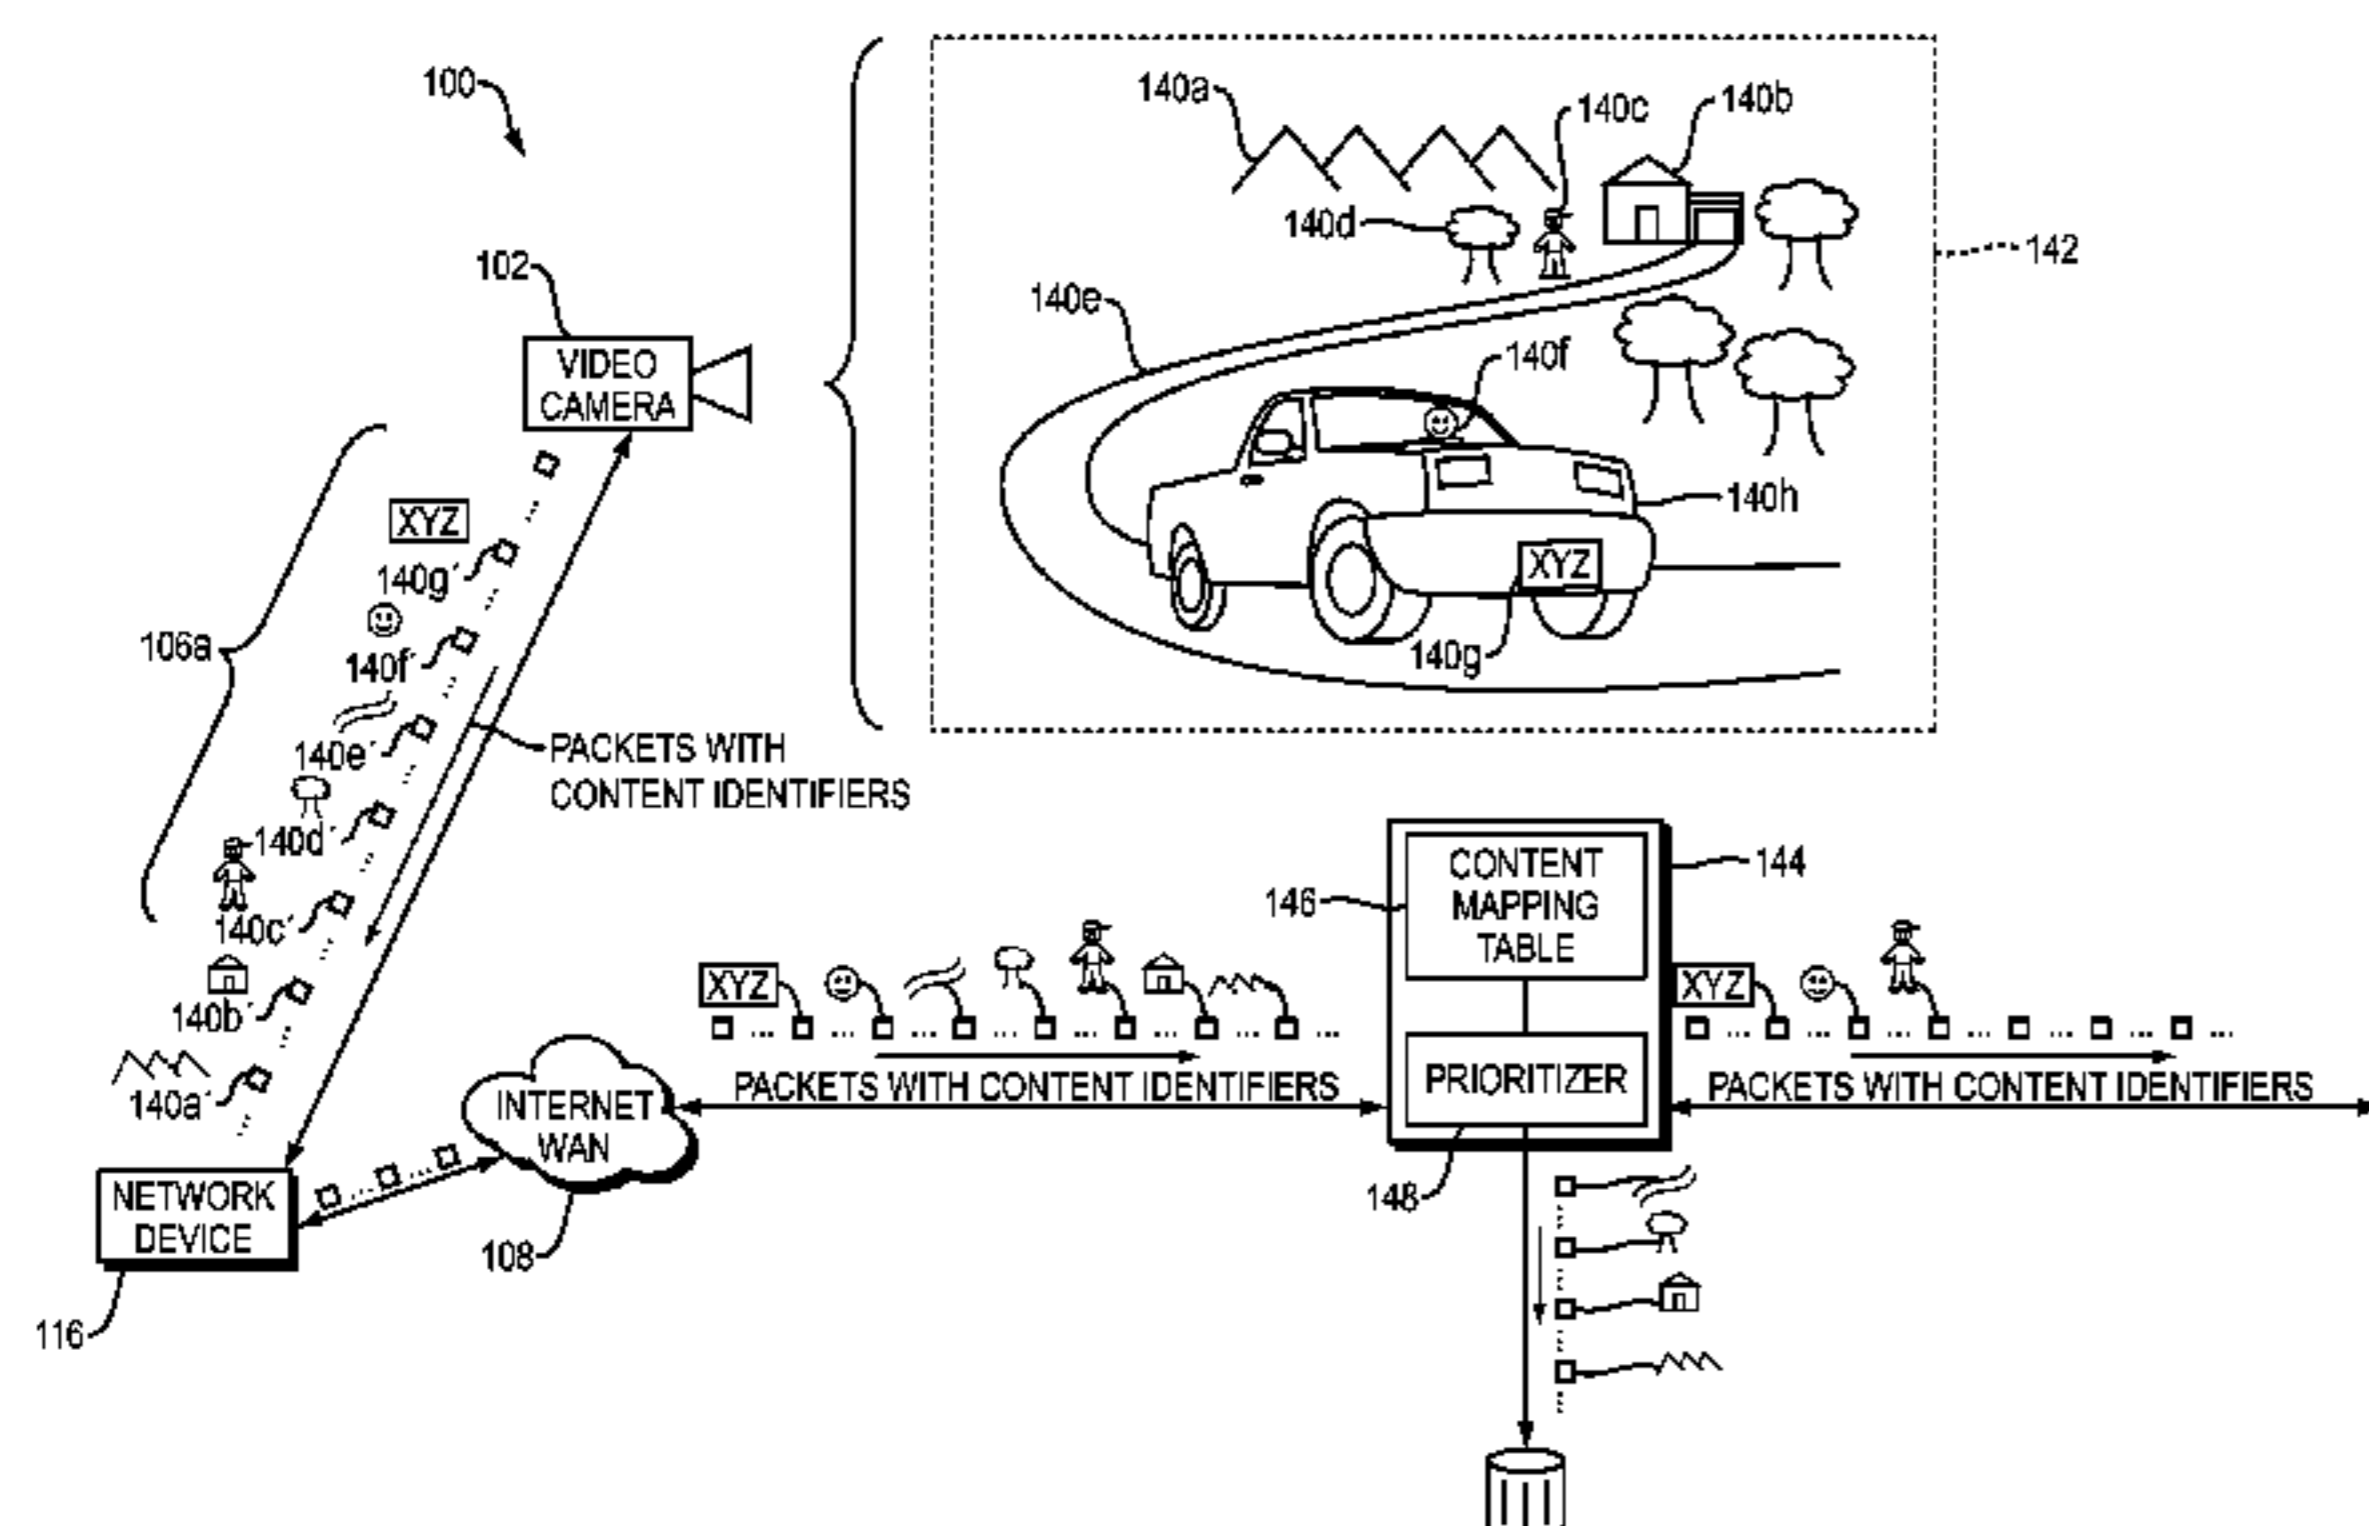 100
140a
140c
140b
140d
142
102
140e
VIDEO
CAMERA
140f
140h
XYZ
140g´
XYZ
140g
106a
140f´
140e´
PACKETS WITH
CONTENT IDENTIFIERS
140d´
140c´
140b´
140a´
CONTENT
MAPPING
TABLE
144
146
XYZ
XYZ
PRIORITIZER
PACKETS WITH CONTENT IDENTIFIERS
PACKETS WITH CONTENT IDENTIFIERS
INTERNET
WAN
148
NETWORK
DEVICE
108
116